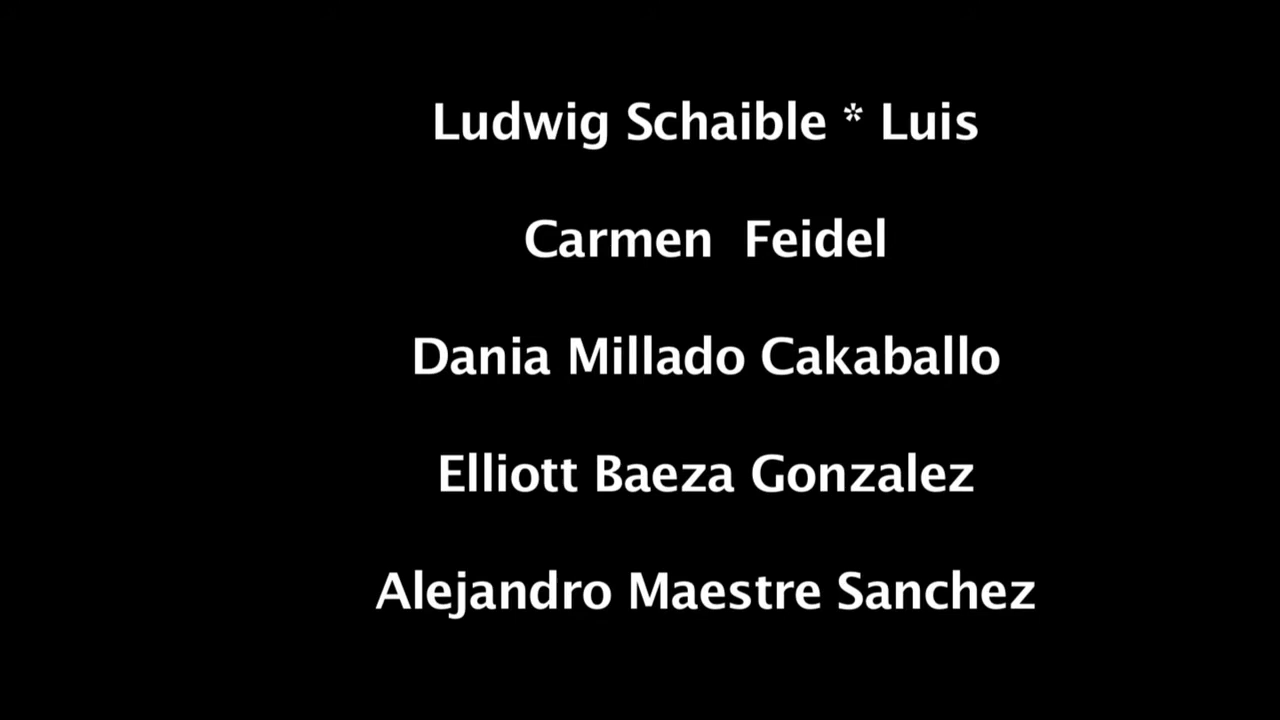 Ludwig Schaible * Luis
Carmen  Feidel
Dania Millado Cakaballo
Elliott Baeza Gonzalez
Alejandro Maestre Sanchez